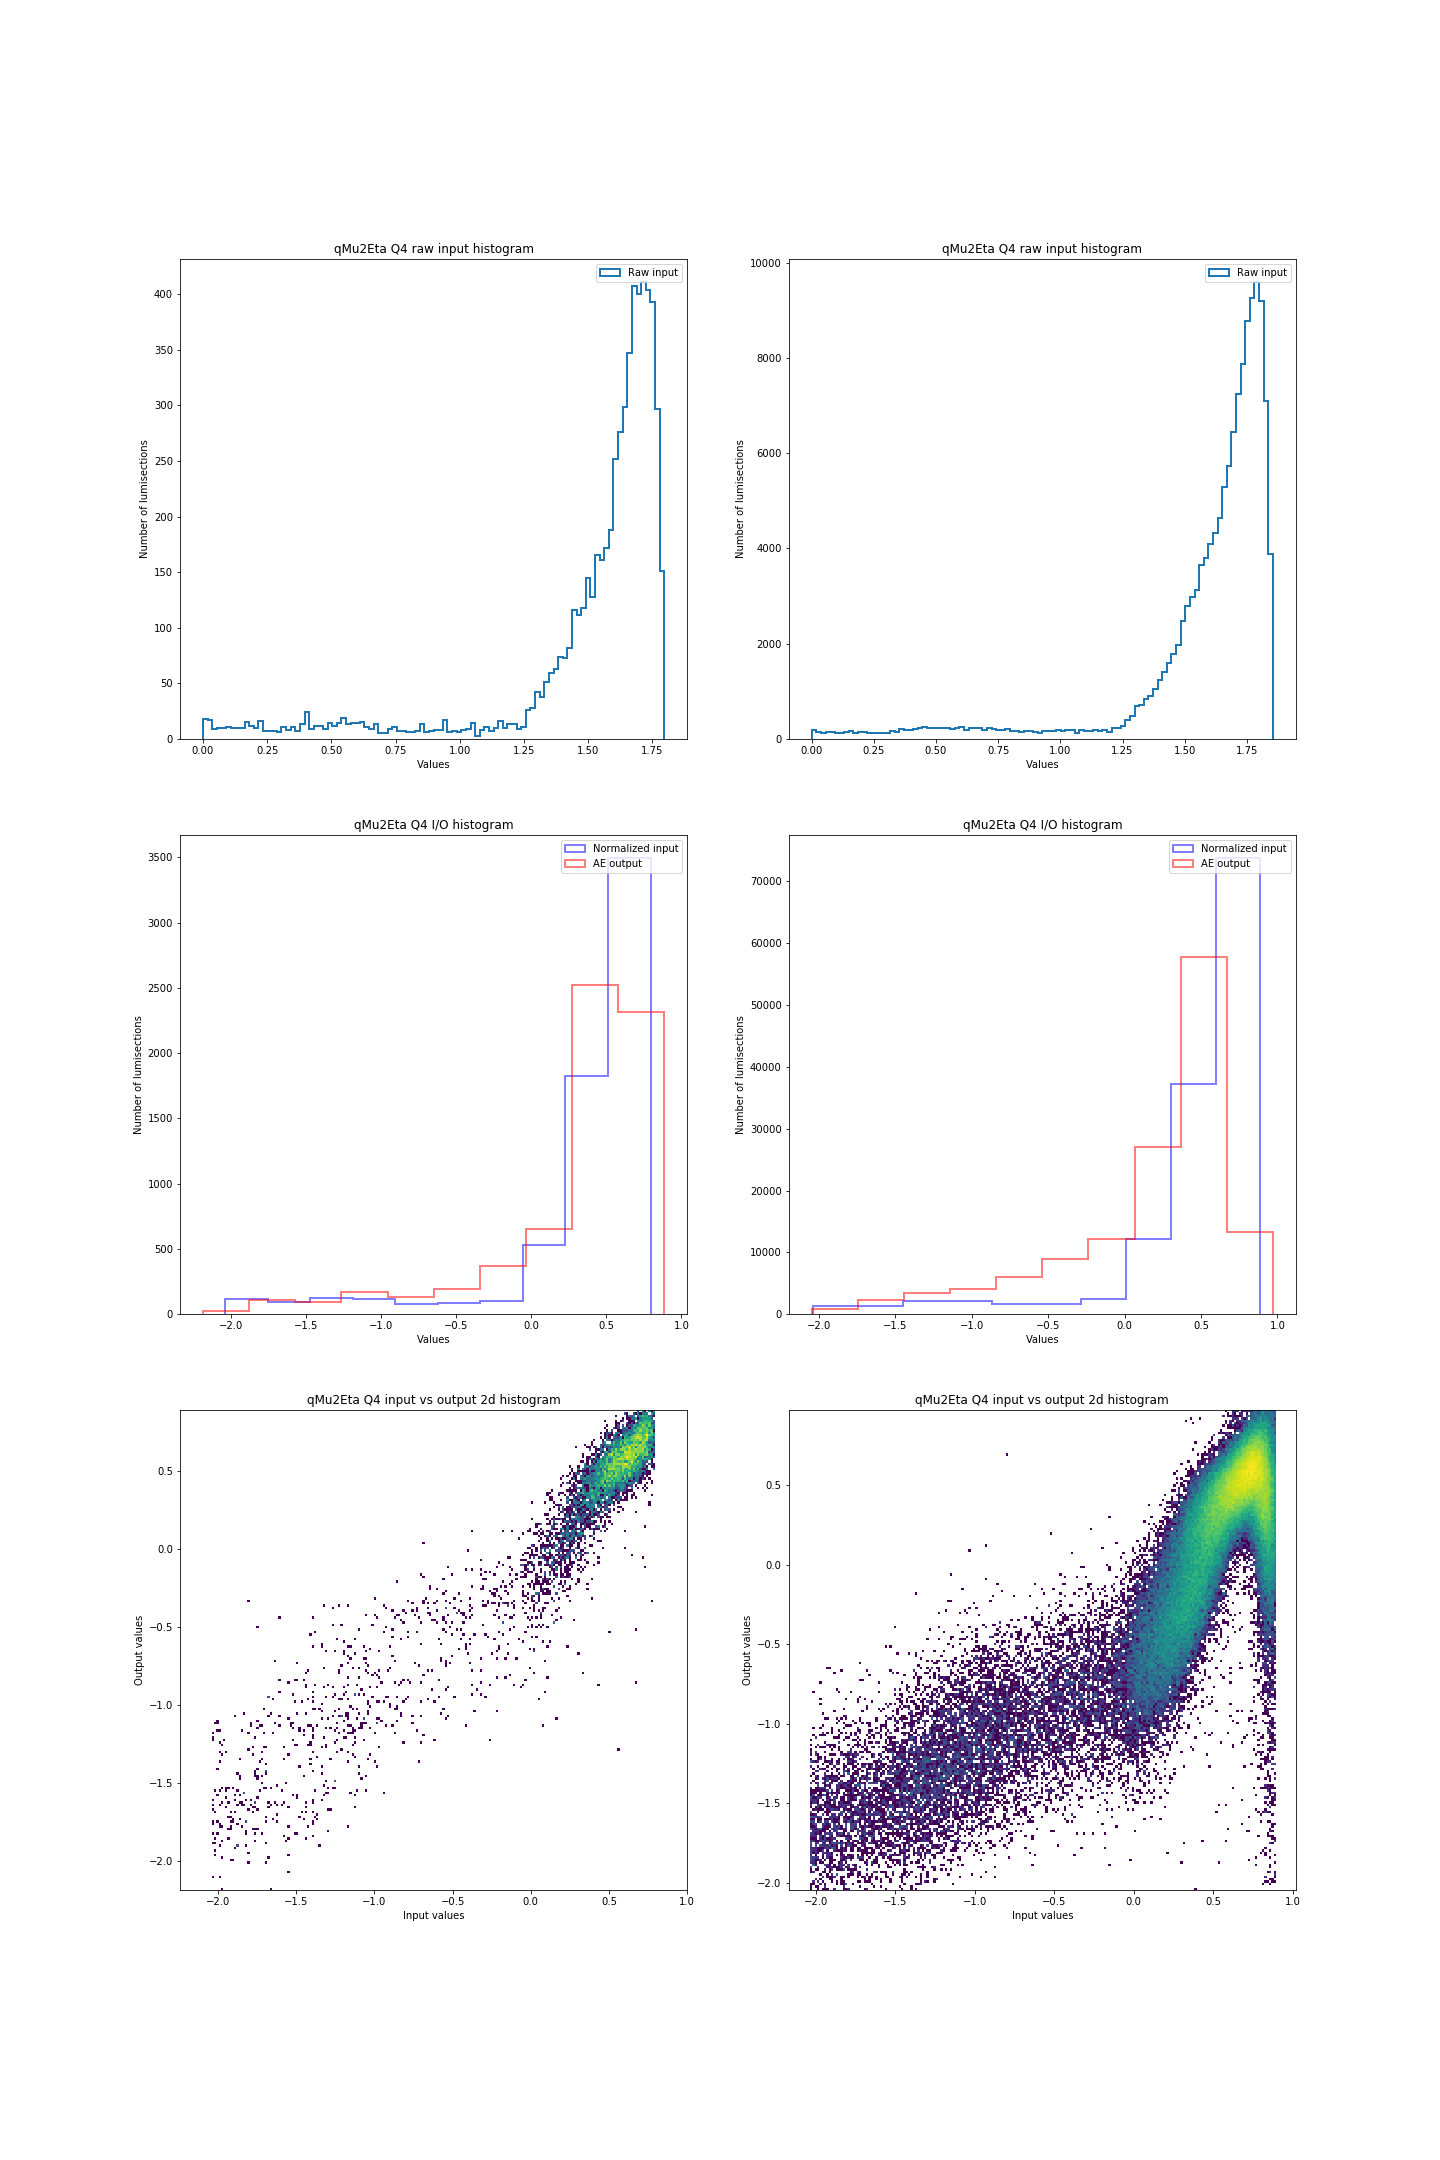 qMu2Eta Q4 raw input histogram
Raw input
400
350
300
250
200
150
100
50
0
Number of lumisections
0.00 0.25 0.50 0.75 1.00 1.25 1.50 1.75
Values
qMu2Eta Q4 raw input histogram
Raw input
10000
8000
6000
4000
2000
0
Number of lumisections
0.00 0.25 0.50 0.75 1.00 1.25 1.50 1.75
Values
qMu2Eta Q4 I/O histogram
Normalized input
AE output
3500
3000
2500
2000
1500
1000
500
0
Number of lumisections
−2.0 −1.5 −1.0 −0.5 0.0 0.5 1.0
Values
qMu2Eta Q4 I/O histogram
Normalized input
AE output
70000
60000
50000
40000
30000
20000
10000
0
Number of lumisections
−2.0 −1.5 −1.0 −0.5 0.0 0.5 1.0
Values
qMu2Eta Q4 input vs output 2d histogram
0.5
0.0
−0.5
−1.0
−1.5
−2.0
Output values
−2.0 −1.5 −1.0 −0.5 0.0 0.5 1.0
Input values
qMu2Eta Q4 input vs output 2d histogram
0.5
0.0
−0.5
−1.0
−1.5
−2.0
Output values
−2.0 −1.5 −1.0 −0.5 0.0 0.5 1.0
Input values